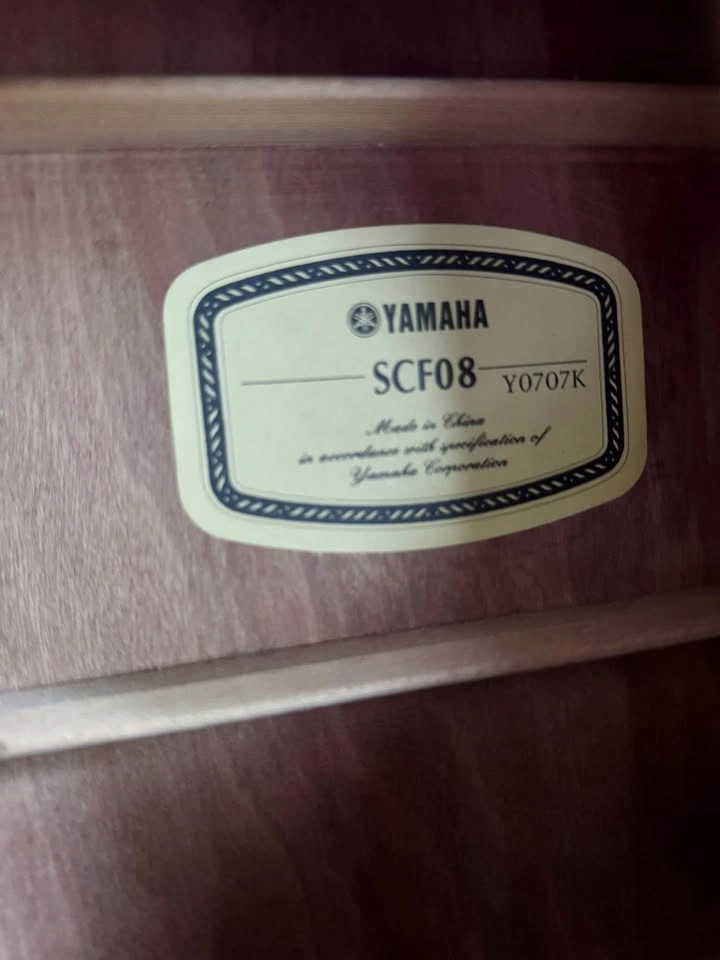 YAMAHA
SCF08 Y0707K
Made in China
in accordance with specification of
Yamaha Corporation